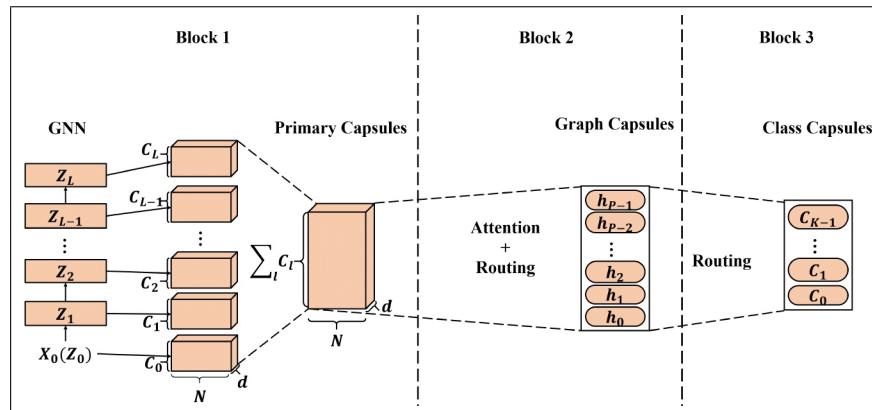 Block 1
Block 2
Block 3
GNN
Primary Capsules
Graph Capsules
Class Capsules
C_L
Z_L
C_{L-1}
Z_{L-1}
⋮
⋮
Z_2
C_2
Z_1
C_1
X_0(Z_0)
C_0
N
d
∑_l C_l
N
d
Attention
+
Routing
h_{P-1}
h_{P-2}
⋮
h_2
h_1
h_0
Routing
C_{K-1}
⋮
C_1
C_0